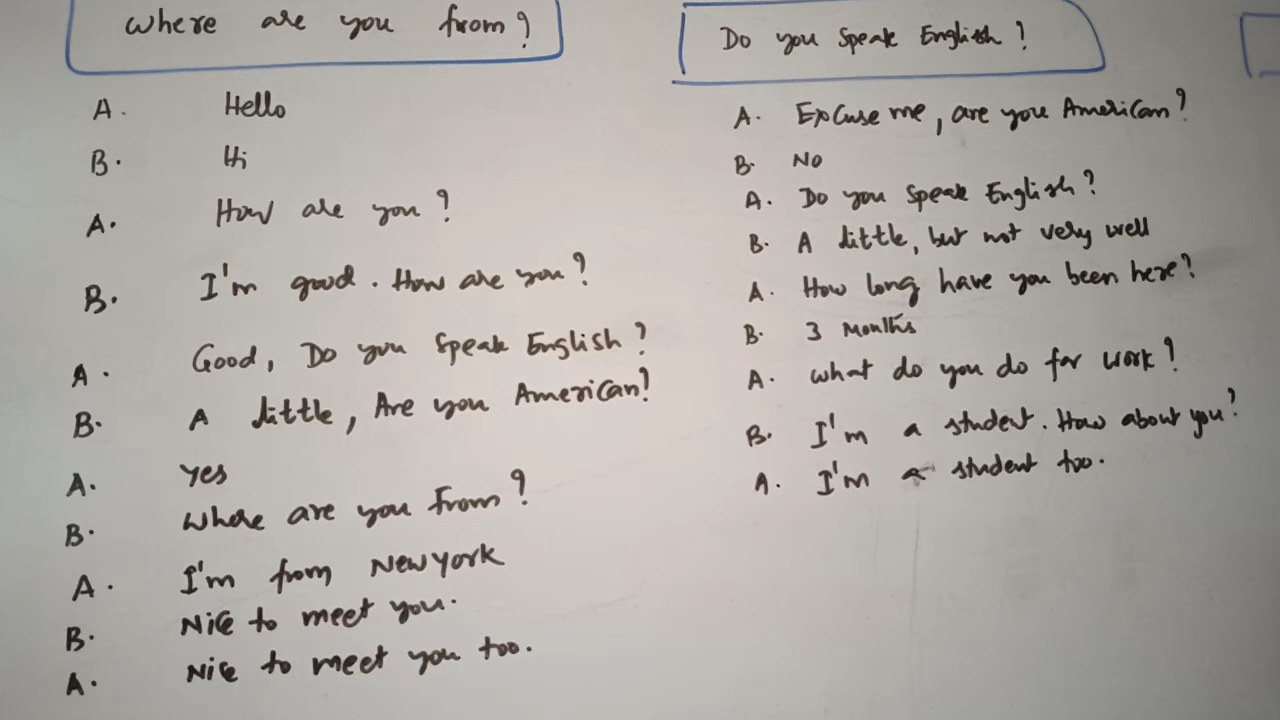 Where are you from?
A. Hello
B. Hi
A. How are you?
B. I'm good. How are you?
A. Good, Do you speak English?
B. A little, Are you American?
A. Yes
B. Where are you from?
A. I'm from Newyork
B. Nice to meet you.
A. Nice to meet you too.
Do you speak English?
A. Excuse me, are you American?
B. No
A. Do you speak English?
B. A little, but not very well
A. How long have you been here?
B. 3 Months
A. What do you do for work?
B. I'm a student. How about you?
A. I'm a student too.